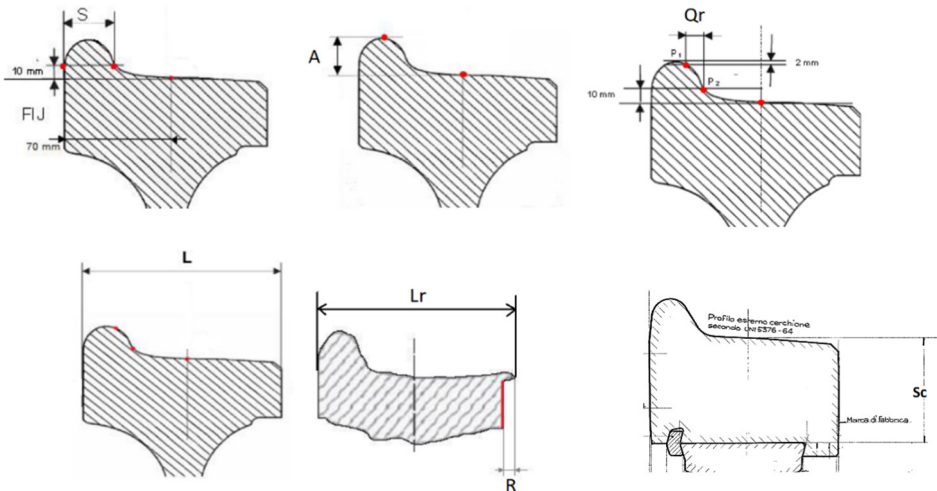 S
10 mm
FIJ
70 mm
A
Qr
P1
2 mm
P2
10 mm
L
Lr
R
Profilo esterno cerchione
secondo UNI 5376-64
Sc
Marca di fabbrica